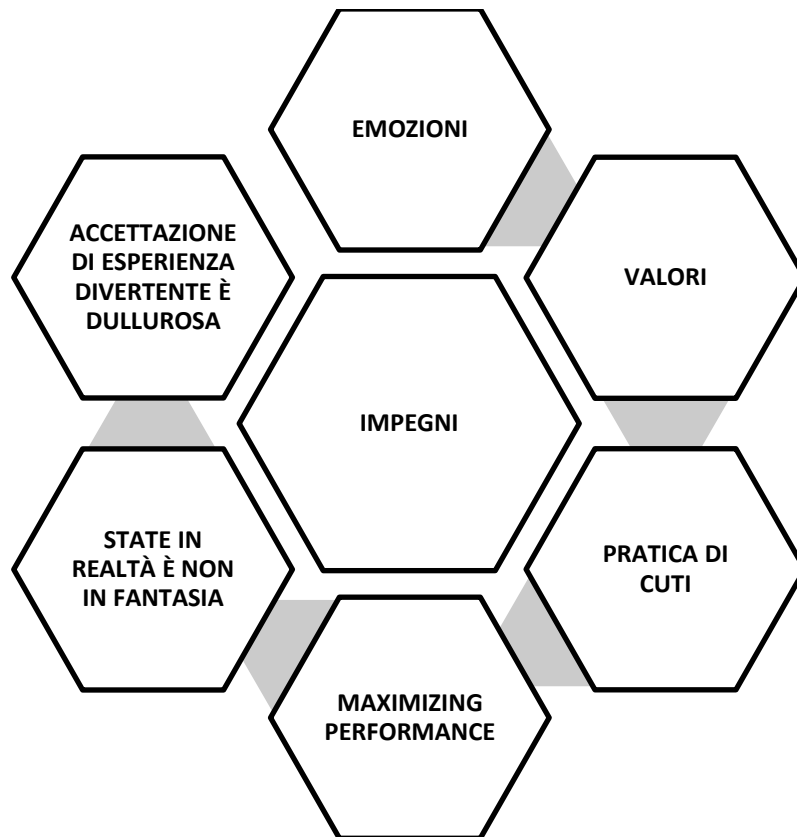 EMOZIONI
VALORI
PRATICA DI
CUTI
MAXIMIZING
PERFORMANCE
STATE IN
REALTÀ È NON
IN FANTASIA
ACCETTAZIONE
DI ESPERIENZA
DIVERTENTE È
DULLUROSA
IMPEGNI